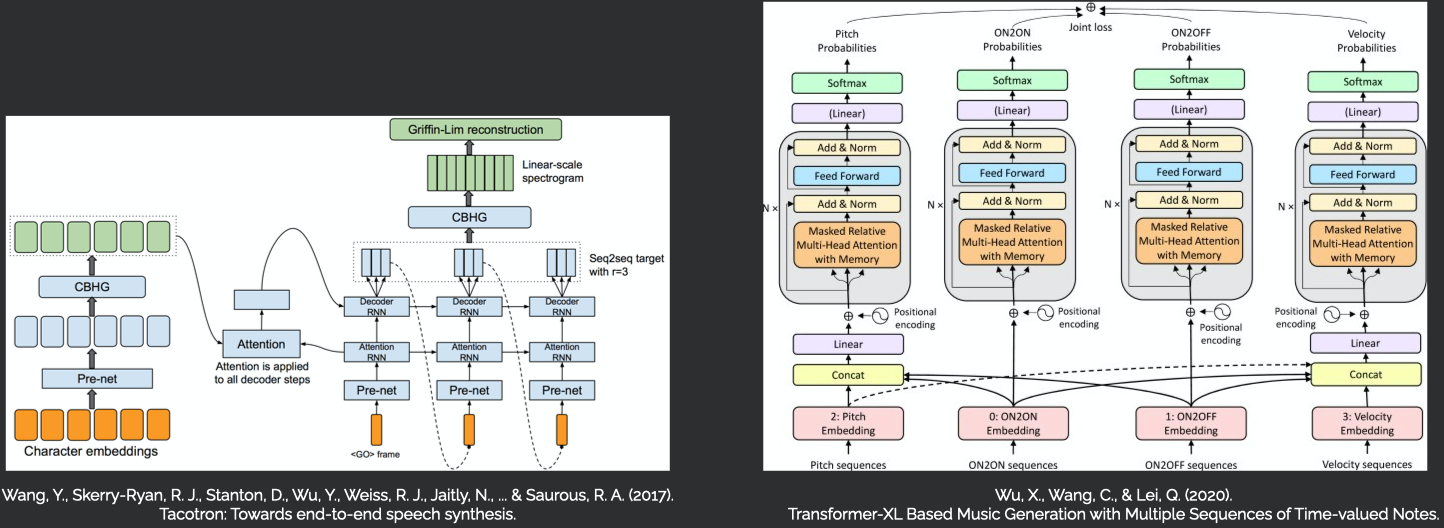 Griffin-Lim reconstruction
Linear-scale
spectrogram
CBHG
Seq2seq target
with r=3
CBHG
Decoder
RNN
Decoder
RNN
Decoder
RNN
Attention
Attention is applied
to all decoder steps
Attention
RNN
Attention
RNN
Attention
RNN
Pre-net
Pre-net
Pre-net
Pre-net
Character embeddings
<GO> frame
Wang, Y., Skerry-Ryan, R. J., Stanton, D., Wu, Y., Weiss, R. J., Jaitly, N., ... & Saurous, R. A. (2017).
Tacotron: Towards end-to-end speech synthesis.
Joint loss
Pitch
Probabilities
Softmax
(Linear)
Add & Norm
Feed Forward
N ×
Add & Norm
Masked Relative
Multi-Head Attention
with Memory
Positional
encoding
Linear
Concat
2: Pitch
Embedding
Pitch sequences
ON2ON
Probabilities
Softmax
(Linear)
Add & Norm
Feed Forward
N ×
Add & Norm
Masked Relative
Multi-Head Attention
with Memory
Positional
encoding
0: ON2ON
Embedding
ON2ON sequences
ON2OFF
Probabilities
Softmax
(Linear)
Add & Norm
Feed Forward
N ×
Add & Norm
Masked Relative
Multi-Head Attention
with Memory
Positional
encoding
1: ON2OFF
Embedding
ON2OFF sequences
Velocity
Probabilities
Softmax
(Linear)
Add & Norm
Feed Forward
N ×
Add & Norm
Masked Relative
Multi-Head Attention
with Memory
Positional
encoding
Linear
Concat
3: Velocity
Embedding
Velocity sequences
Wu, X., Wang, C., & Lei, Q. (2020).
Transformer-XL Based Music Generation with Multiple Sequences of Time-valued Notes.